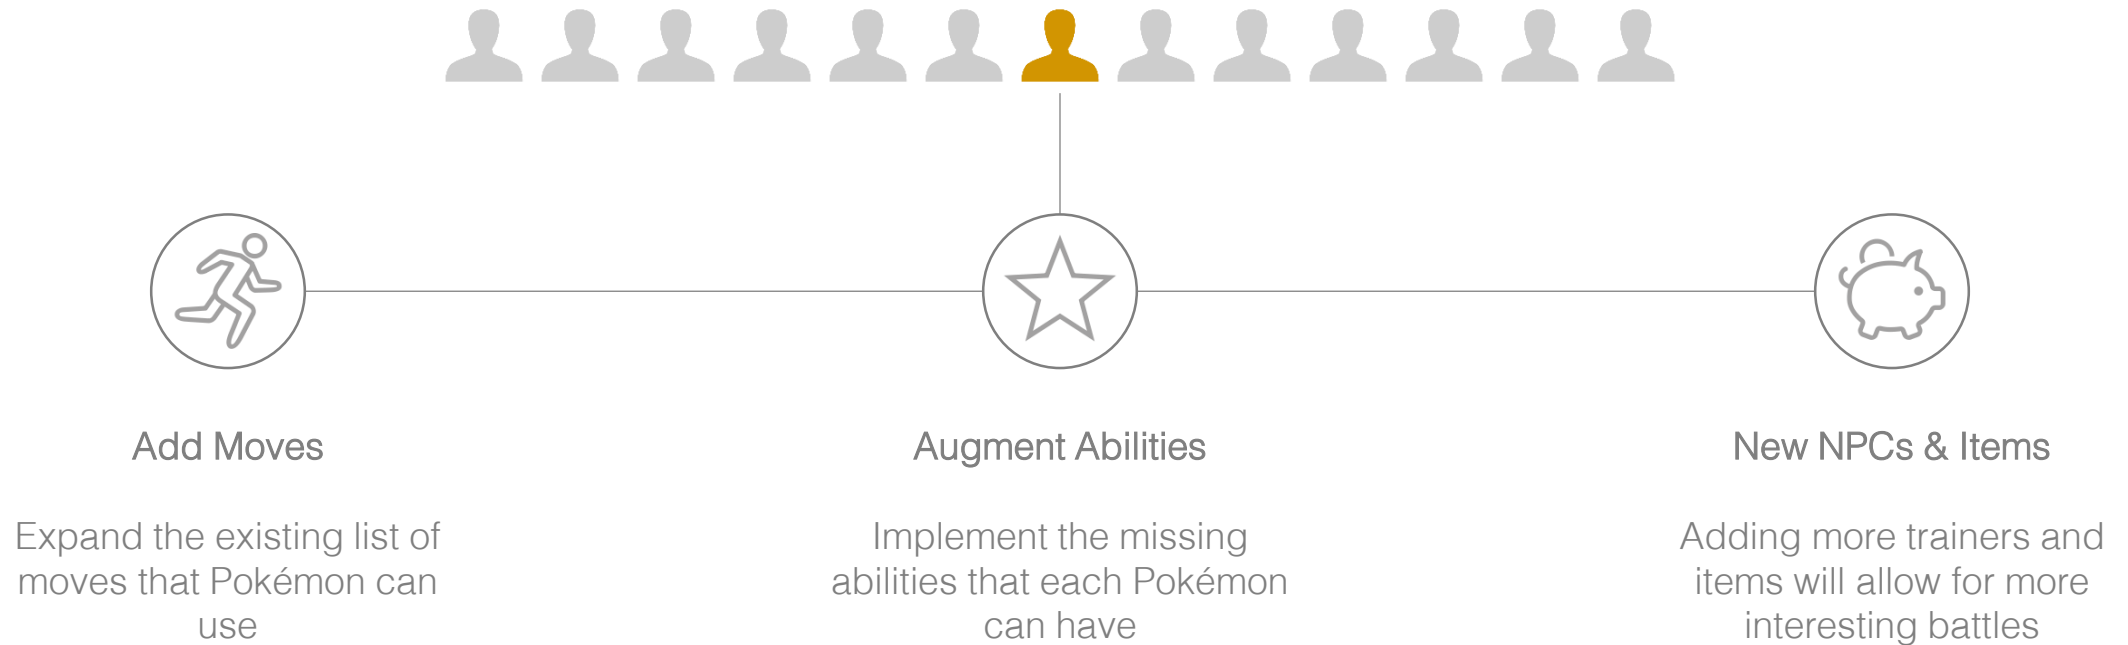 Add Moves
Expand the existing list of
moves that Pokémon can
use
Augment Abilities
Implement the missing
abilities that each Pokémon
can have
New NPCs & Items
Adding more trainers and
items will allow for more
interesting battles